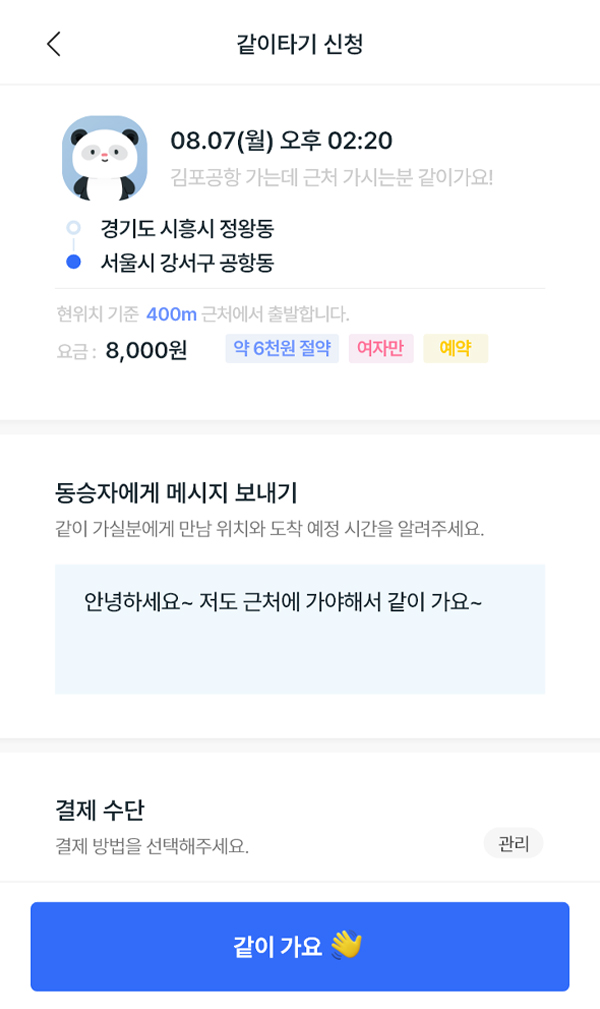 같이타기 신청
08.07(월) 오후 02:20
김포공항 가는데 근처 가시는분 같이가요!
경기도 시흥시 정왕동
서울시 강서구 공항동
현위치 기준 400m 근처에서 출발합니다.
요금 : 8,000원 약 6천원 절약 여자만 예약
동승자에게 메시지 보내기
같이 가실분에게 만남 위치와 도착 예정 시간을 알려주세요.
안녕하세요~ 저도 근처에 가야해서 같이 가요~
결제 수단
결제 방법을 선택해주세요.
관리
같이 가요 👋